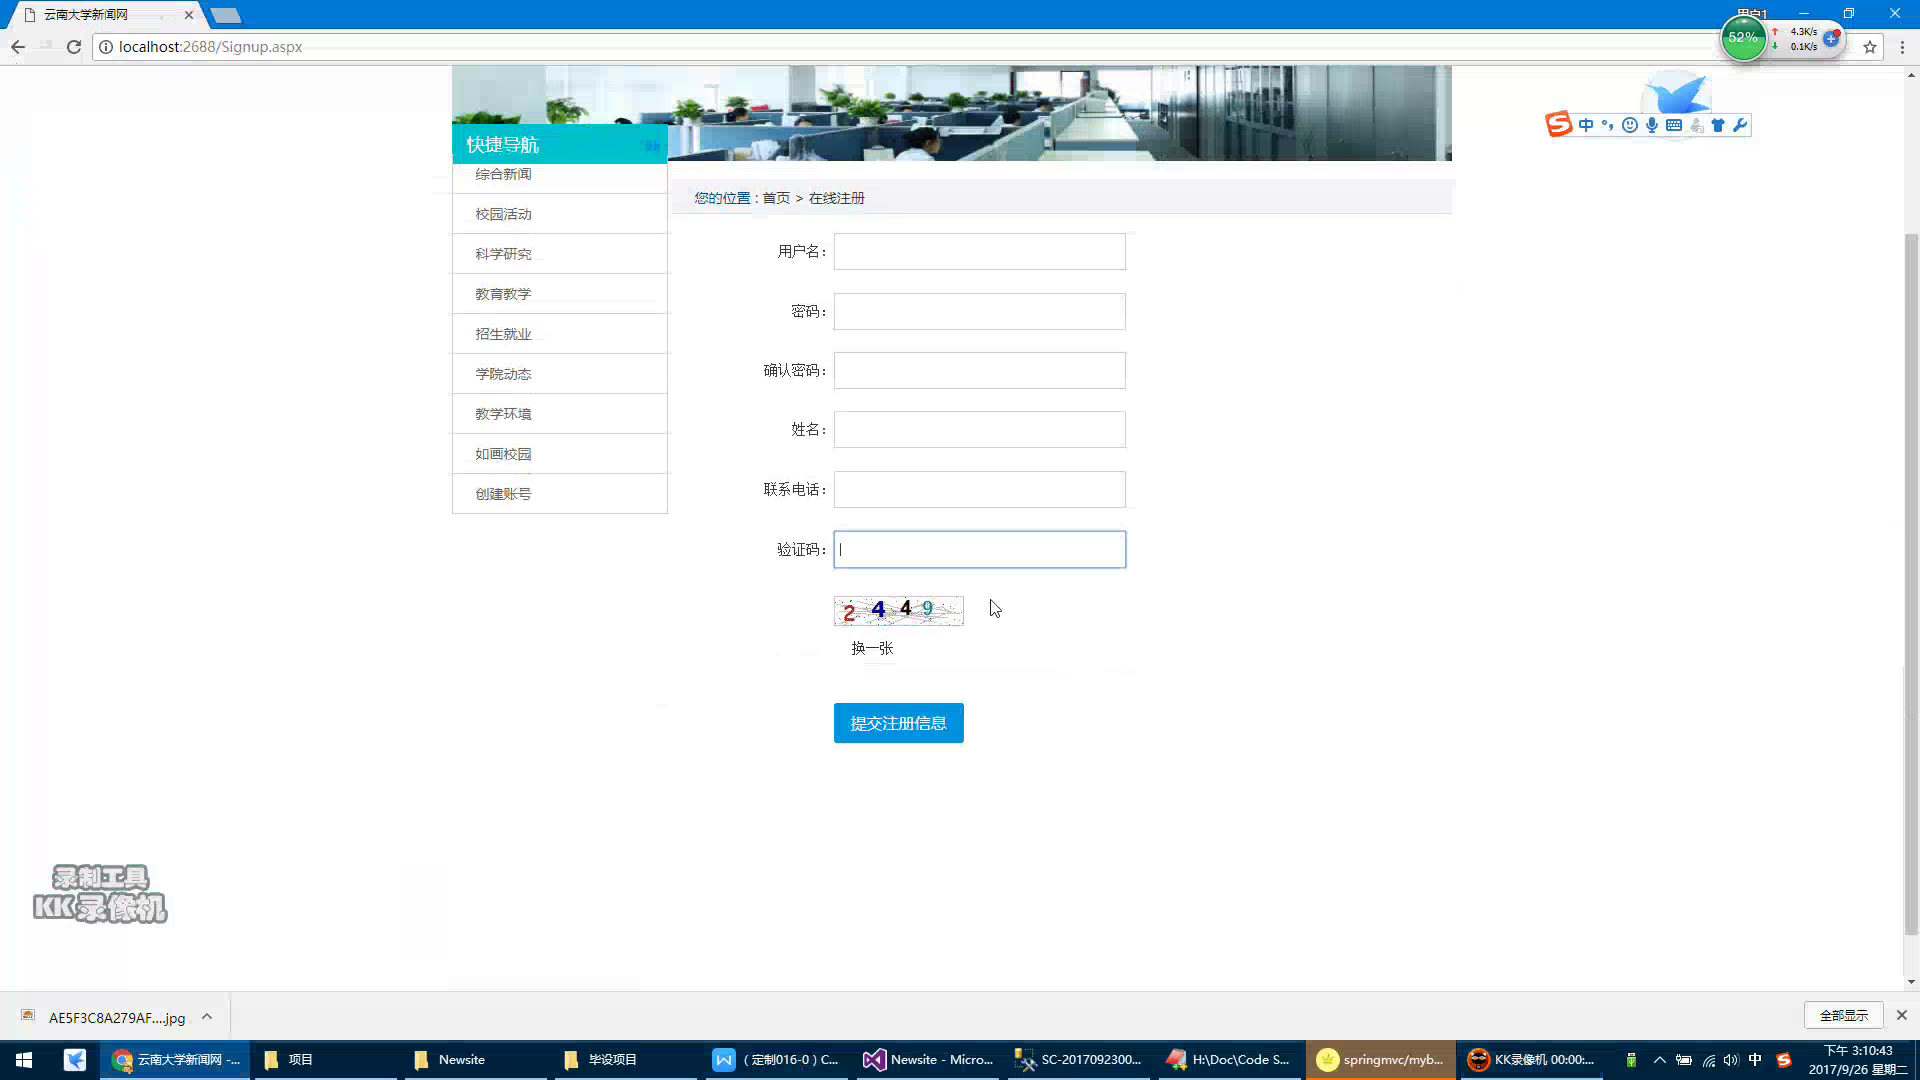 云南大学新闻网
用户1
localhost:2688/Signup.aspx
52%
4.3K/s
0.1K/s
中
快捷导航
综合新闻
校园活动
科学研究
教育教学
招生就业
学院动态
教学环境
如画校园
创建账号
您的位置 : 首页 > 在线注册
用户名：
密码：
确认密码：
姓名：
联系电话：
验证码：
2 4 4 9
换一张
提交注册信息
录制工具
KK录像机
AE5F3C8A279AF....jpg
全部显示
云南大学新闻网 -...
项目
Newsite
毕设项目
（定制016-0）C...
Newsite - Micro...
SC-2017092300...
H:\Doc\Code S...
springmvc/myb...
KK录像机 00:00:...
中
下午 3:10:43
2017/9/26 星期二